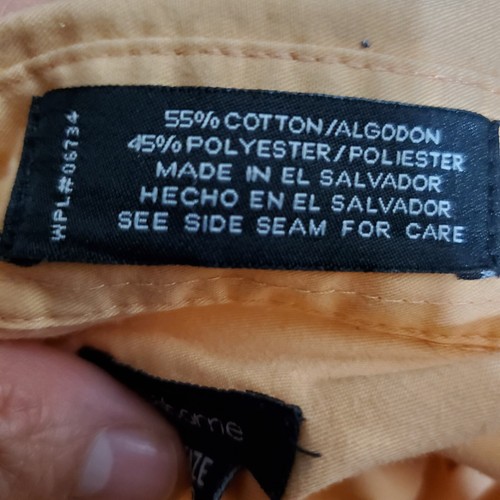 55% COTTON/ALGODON
45% POLYESTER/POLIESTER
MADE IN EL SALVADOR
HECHO EN EL SALVADOR
SEE SIDE SEAM FOR CARE
WPL#06734